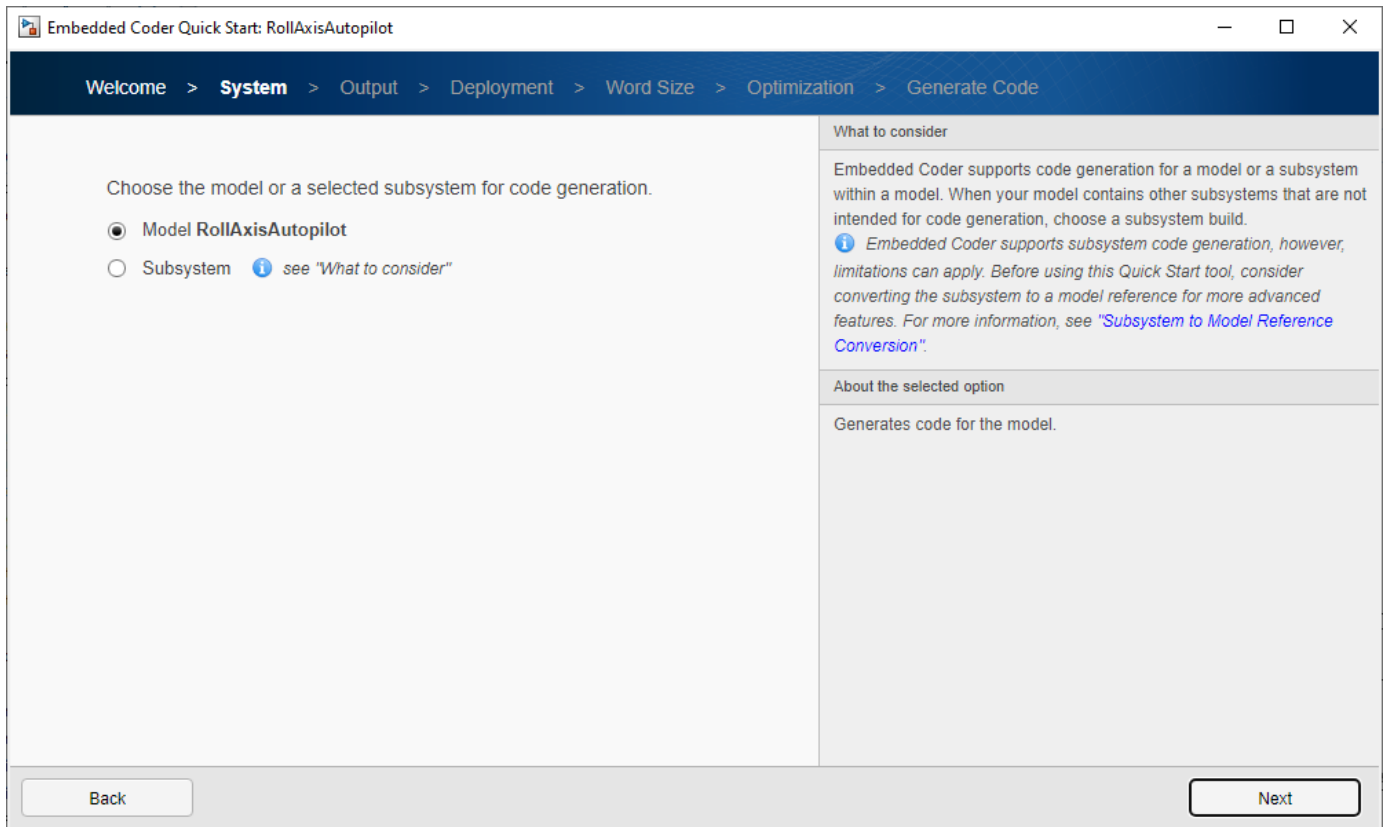 Embedded Coder Quick Start: RollAxisAutopilot
Welcome > System > Output > Deployment > Word Size > Optimization > Generate Code
Choose the model or a selected subsystem for code generation.
Model RollAxisAutopilot
Subsystem see "What to consider"
What to consider
Embedded Coder supports code generation for a model or a subsystem
within a model. When your model contains other subsystems that are not
intended for code generation, choose a subsystem build.
Embedded Coder supports subsystem code generation, however,
limitations can apply. Before using this Quick Start tool, consider
converting the subsystem to a model reference for more advanced
features. For more information, see "Subsystem to Model Reference
Conversion".
About the selected option
Generates code for the model.
Back
Next